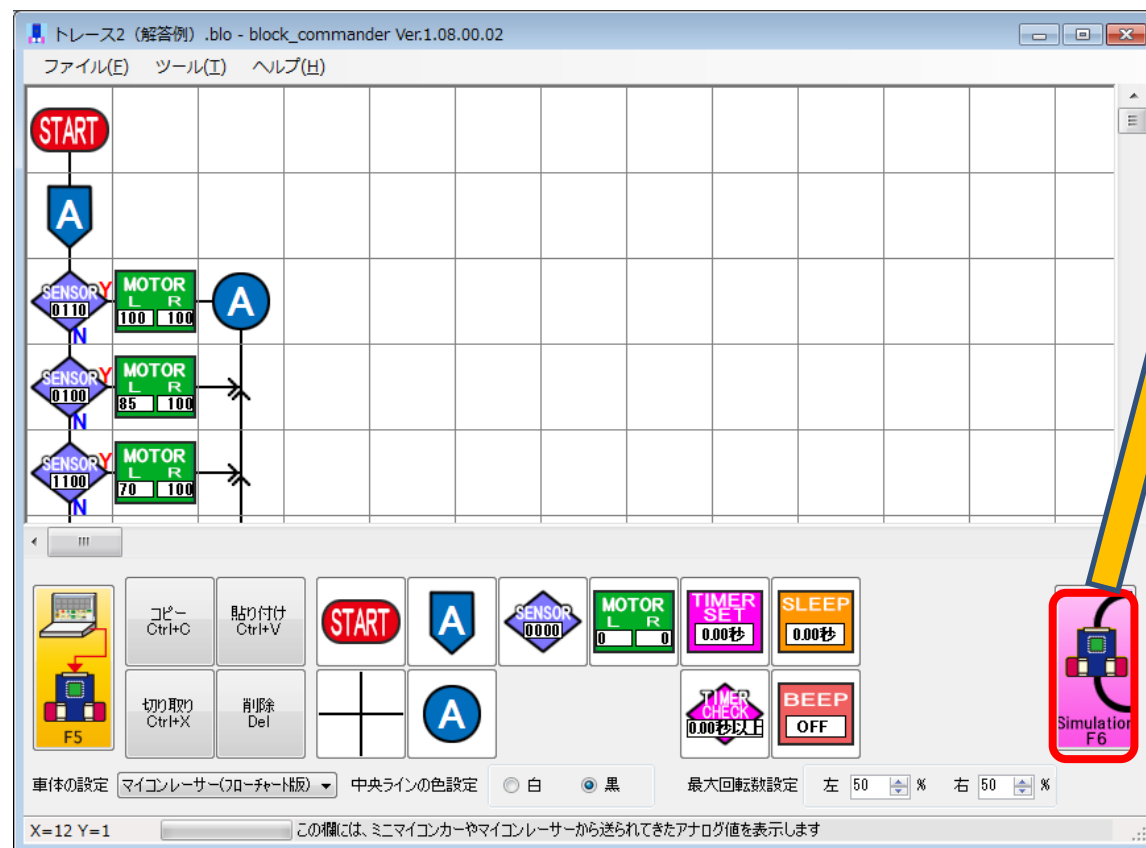 トレース2（解答例）.blo - block_commander Ver.1.08.00.02
ファイル(F) ツール(T) ヘルプ(H)
START
A
SENSOR 0110 Y N
MOTOR L R 100 100
A
SENSOR 0100 Y N
MOTOR L R 85 100
SENSOR 1100 Y N
MOTOR L R 70 100
F5
コピー
Ctrl+C
貼り付け
Ctrl+V
切り取り
Ctrl+X
削除
Del
START
A
SENSOR 0000
MOTOR L R 0 0
TIMER SET 0.00秒
SLEEP 0.00秒
A
TIMER CHECK 0.00秒以上
BEEP OFF
Simulation
F6
車体の設定 マイコンレーサー(フローチャート版) 中央ラインの色設定 白 黒 最大回転数設定 左 50 % 右 50 %
X=12 Y=1 この欄には、ミニマイコンカーやマイコンレーサーから送られてきたアナログ値を表示します